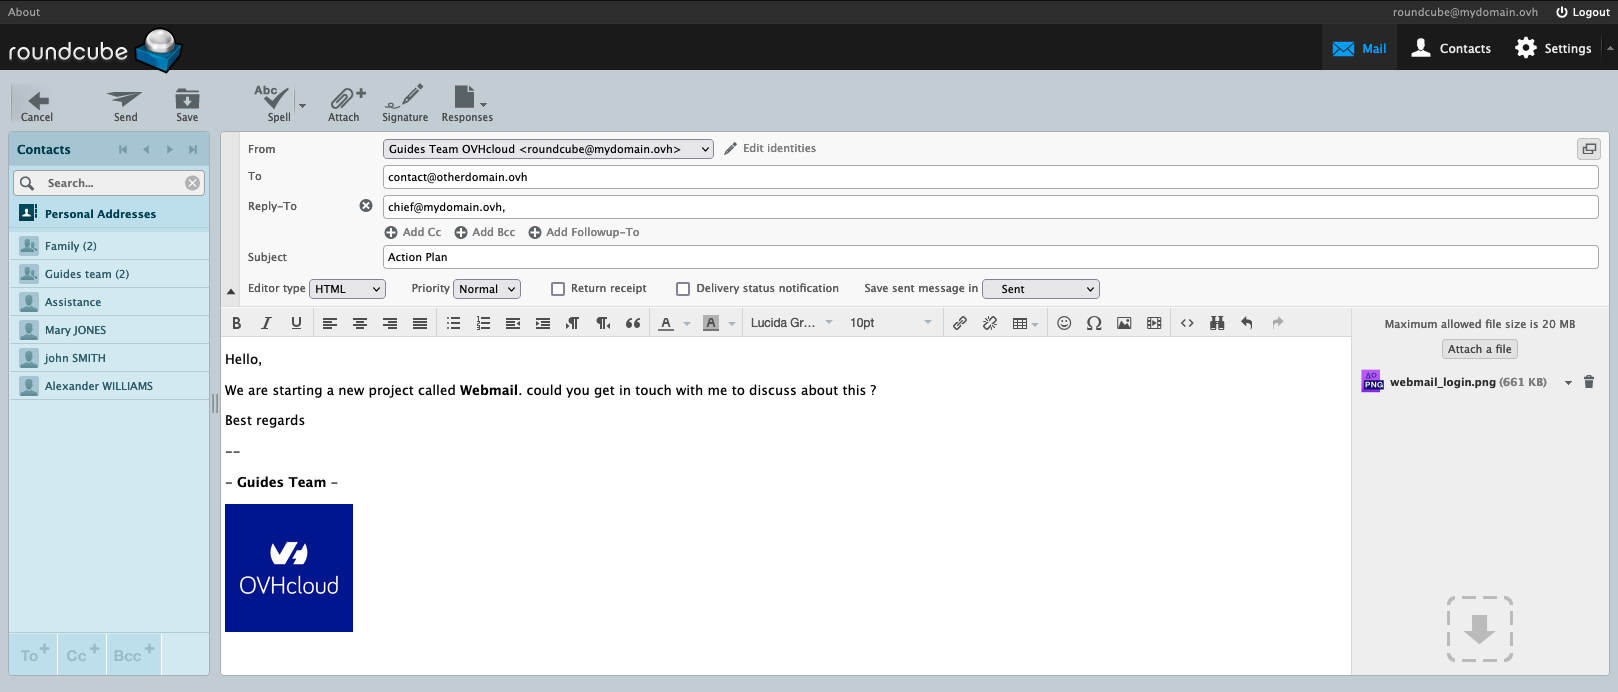 About roundcube@mydomain.ovh Logout
roundcube Mail Contacts Settings
Abc
Cancel Send Save Spell Attach Signature Responses
Contacts
Search...
Personal Addresses
Family (2)
Guides team (2)
Assistance
Mary JONES
john SMITH
Alexander WILLIAMS
To+ Cc+ Bcc+
From Guides Team OVHcloud <roundcube@mydomain.ovh> Edit identities
To contact@otherdomain.ovh
Reply-To chief@mydomain.ovh,
Add Cc Add Bcc Add Followup-To
Subject Action Plan
Editor type HTML Priority Normal Return receipt Delivery status notification Save sent message in Sent
B I U A A Lucida Gr... 10pt
Hello,
We are starting a new project called Webmail. could you get in touch with me to discuss about this ?
Best regards
--
- Guides Team -
OVHcloud
Maximum allowed file size is 20 MB
Attach a file
PNG webmail_login.png (661 KB)